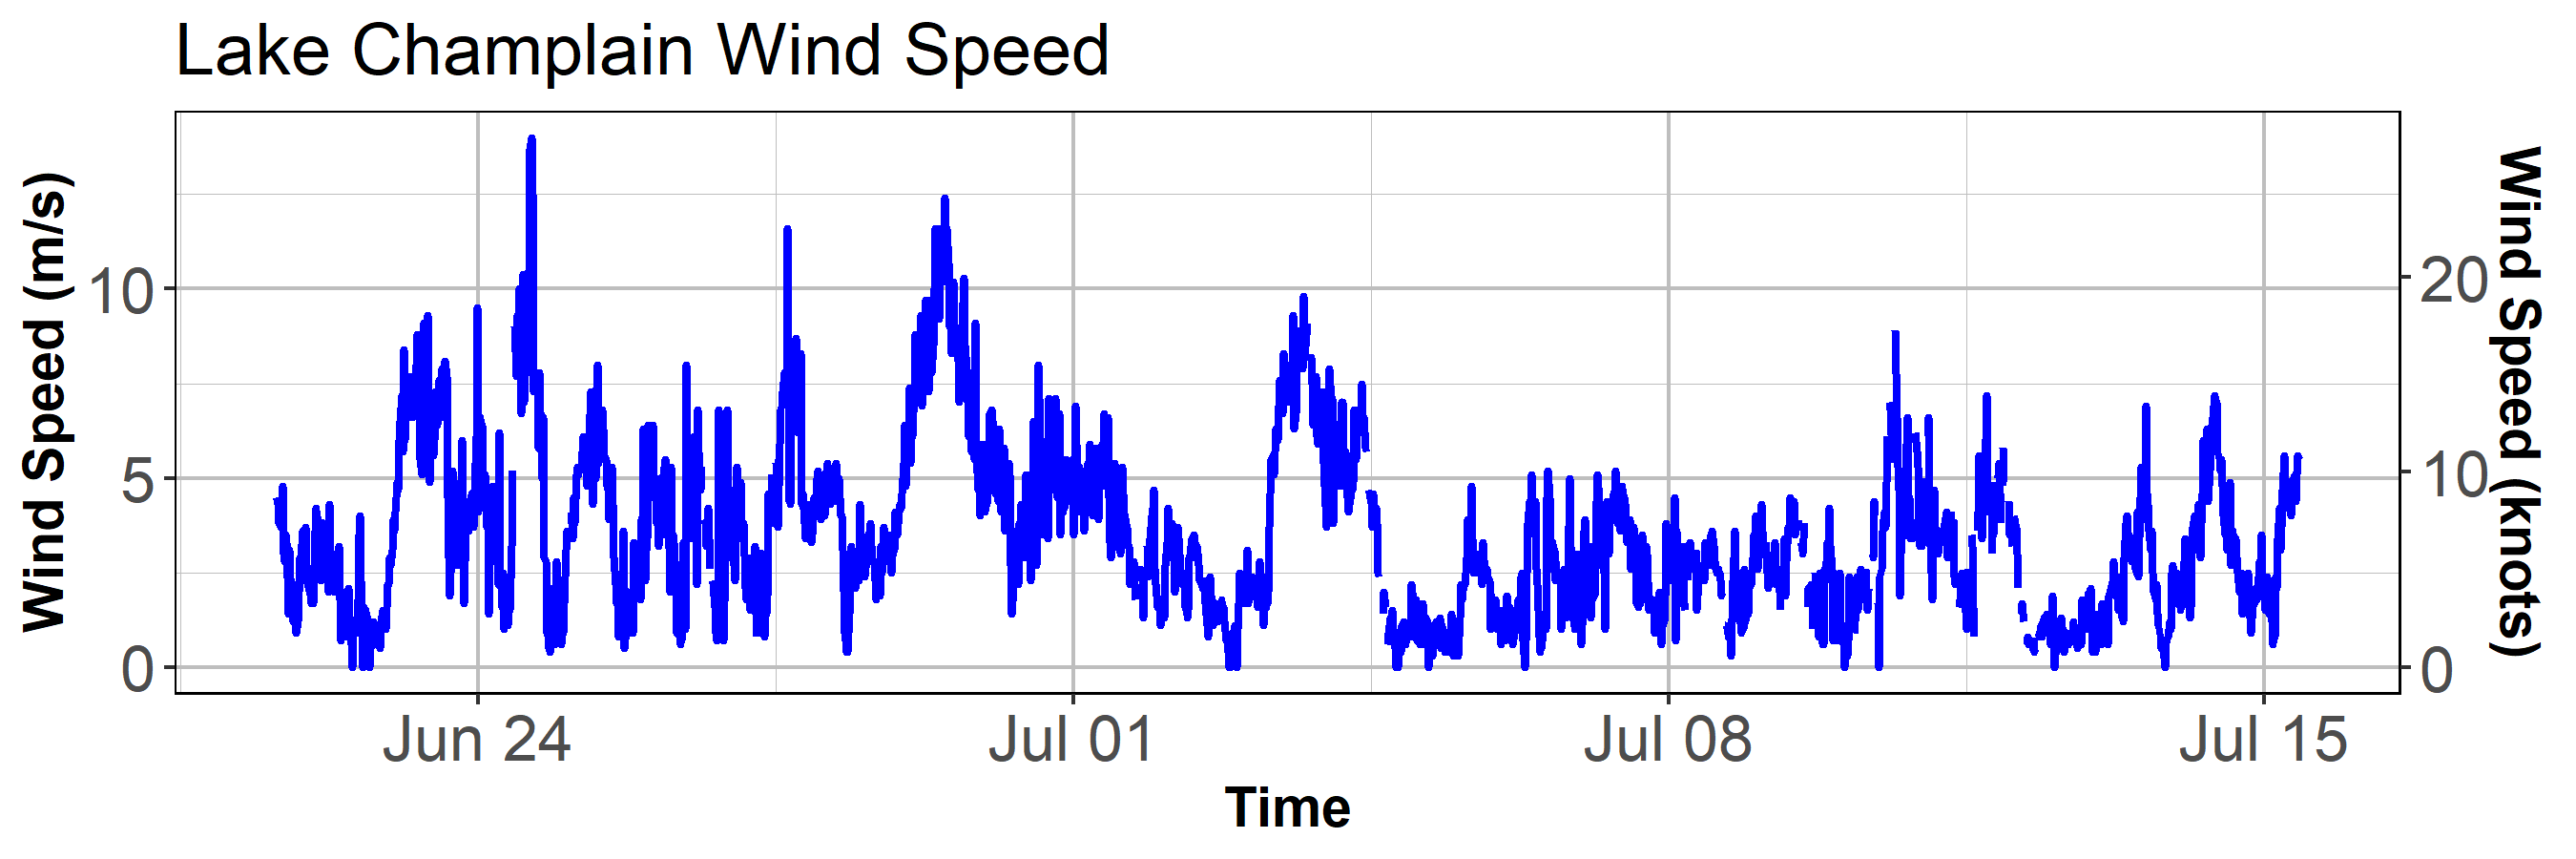 Lake Champlain Wind Speed
Wind Speed (m/s)
10
5
0
20
10
0
Wind Speed (knots)
Jun 24
Jul 01
Jul 08
Jul 15
Time